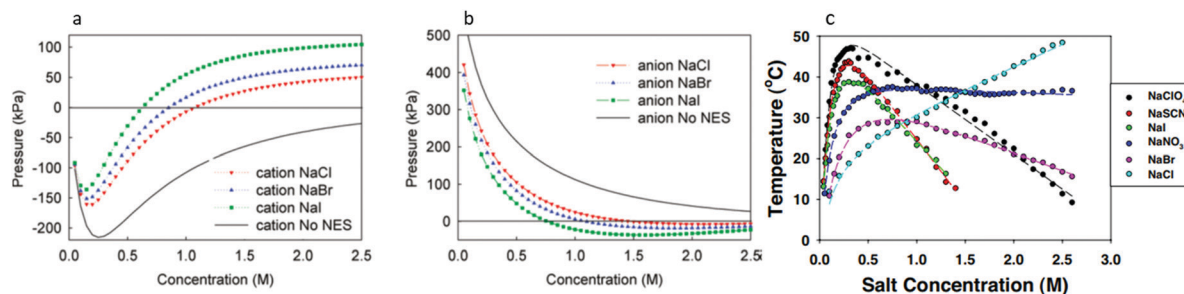 a
Pressure (kPa)
100
50
0
-50
-100
-150
-200
cation NaCl
cation NaBr
cation NaI
cation No NES
0.0 0.5 1.0 1.5 2.0 2.5
Concentration (M)
b
Pressure (kPa)
500
400
300
200
100
0
anion NaCl
anion NaBr
anion NaI
anion No NES
0.0 0.5 1.0 1.5 2.0 2.5
Concentration (M)
c
Temperature (°C)
50
40
30
20
10
0
0.0 0.5 1.0 1.5 2.0 2.5 3.0
Salt Concentration (M)
NaClO
NaSCN
NaI
NaNO3
NaBr
NaCl